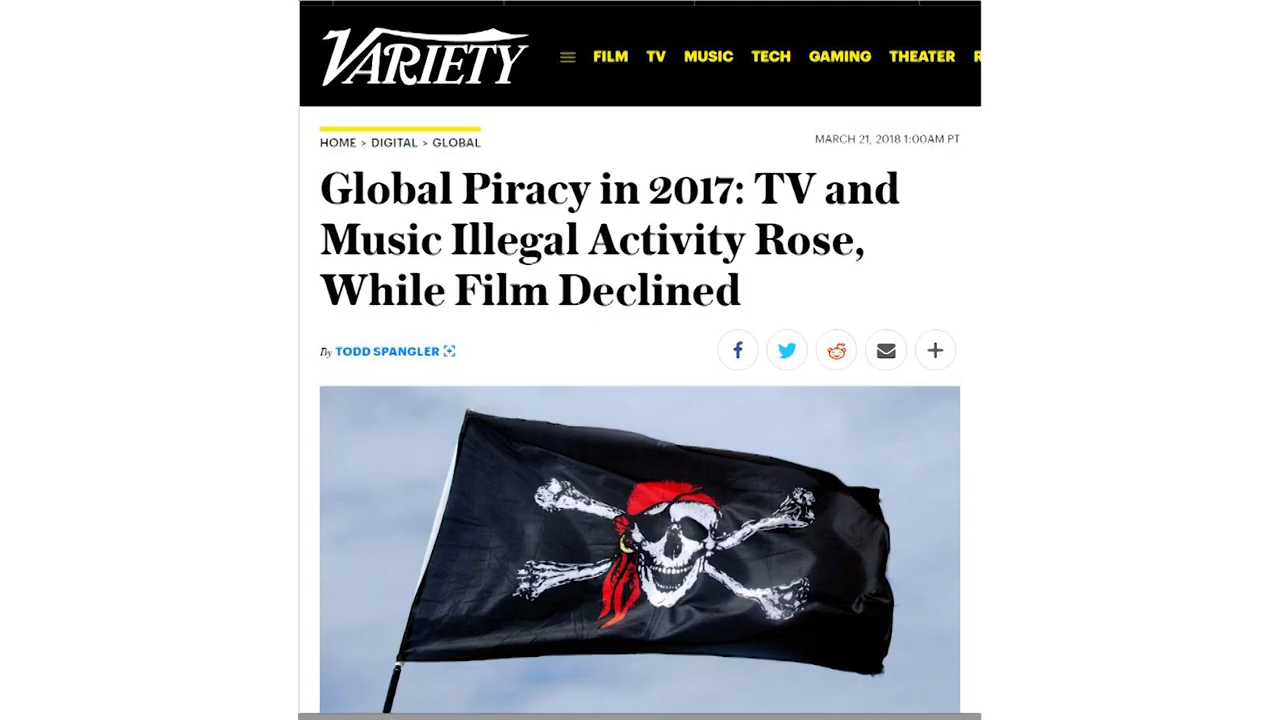 VARIETY
FILM TV MUSIC TECH GAMING THEATER
HOME > DIGITAL > GLOBAL
MARCH 21, 2018 1:00AM PT
Global Piracy in 2017: TV and
Music Illegal Activity Rose,
While Film Declined
By TODD SPANGLER